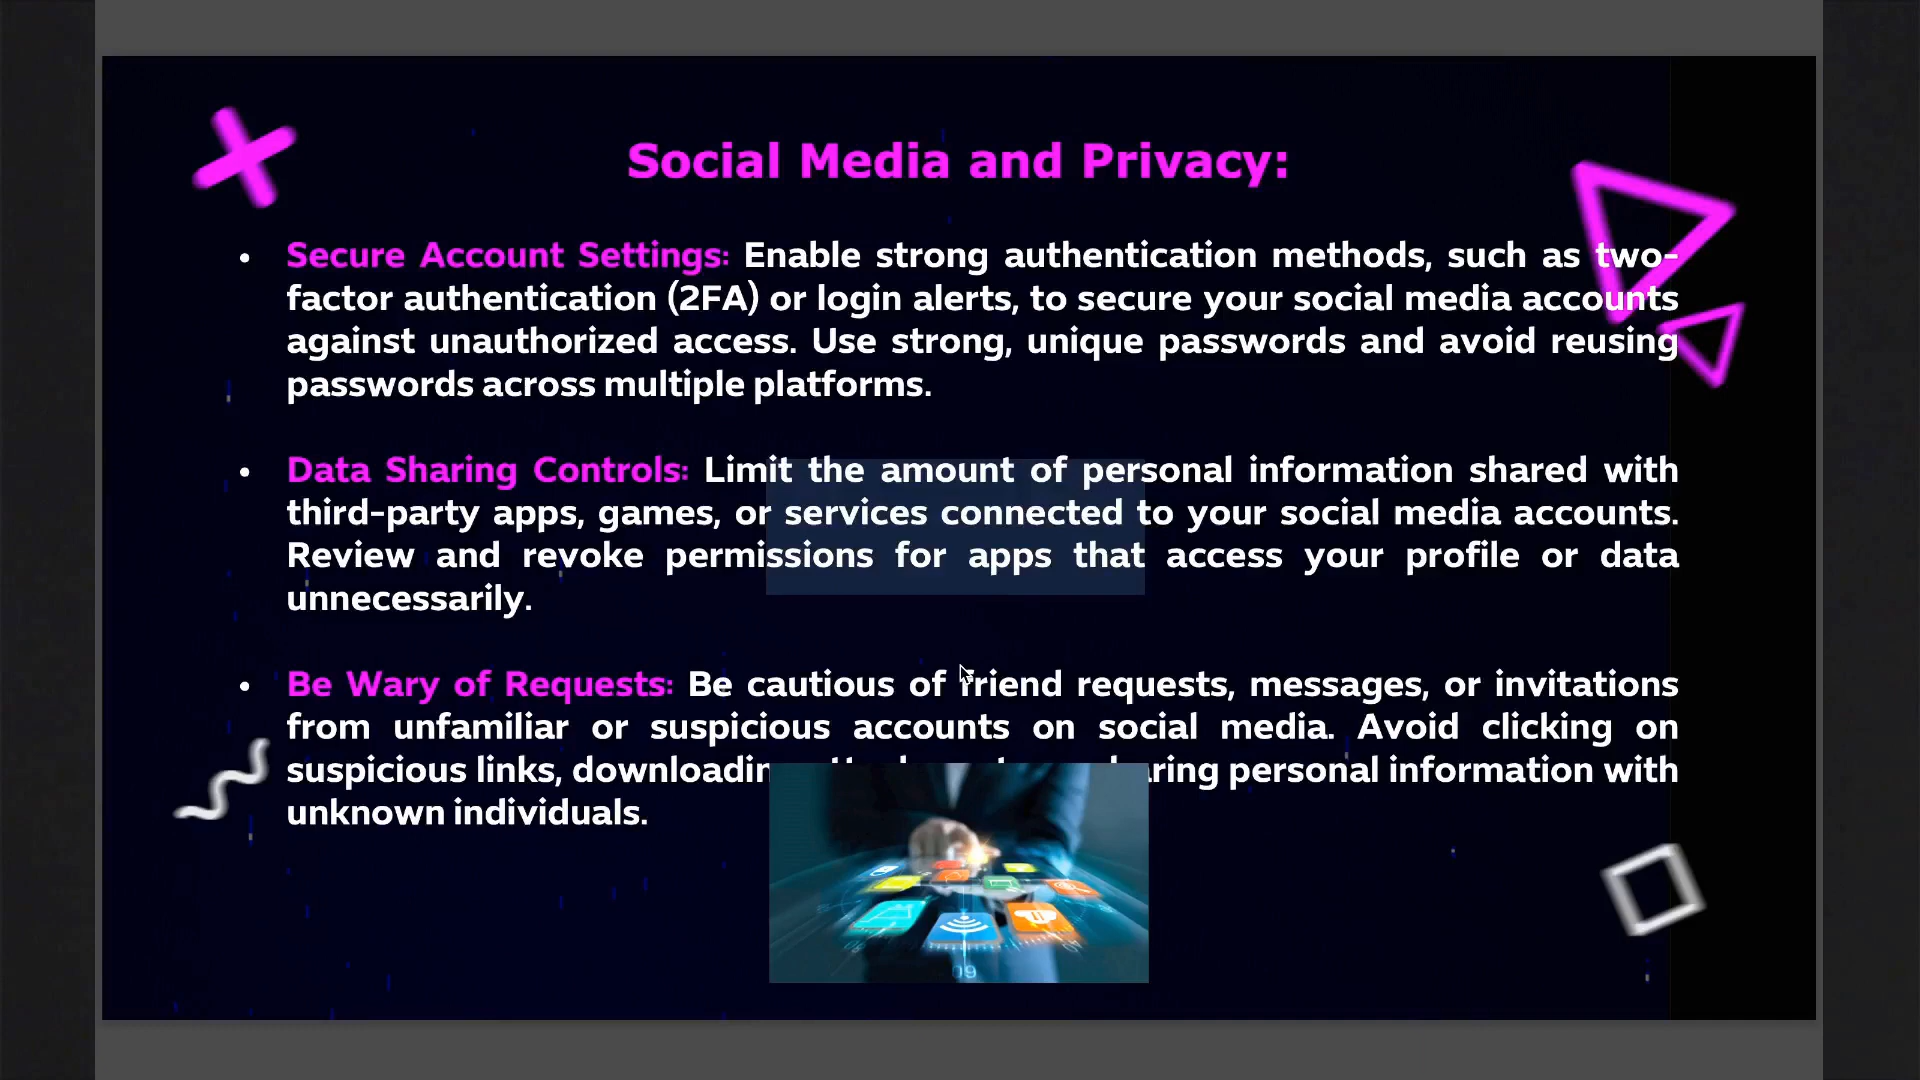 Social Media and Privacy:
• Secure Account Settings: Enable strong authentication methods, such as two-
factor authentication (2FA) or login alerts, to secure your social media accounts
against unauthorized access. Use strong, unique passwords and avoid reusing
passwords across multiple platforms.
• Data Sharing Controls: Limit the amount of personal information shared with
third-party apps, games, or services connected to your social media accounts.
Review and revoke permissions for apps that access your profile or data
unnecessarily.
• Be Wary of Requests: Be cautious of friend requests, messages, or invitations
from unfamiliar or suspicious accounts on social media. Avoid clicking on
suspicious links, personal information with
unknown individuals.
09